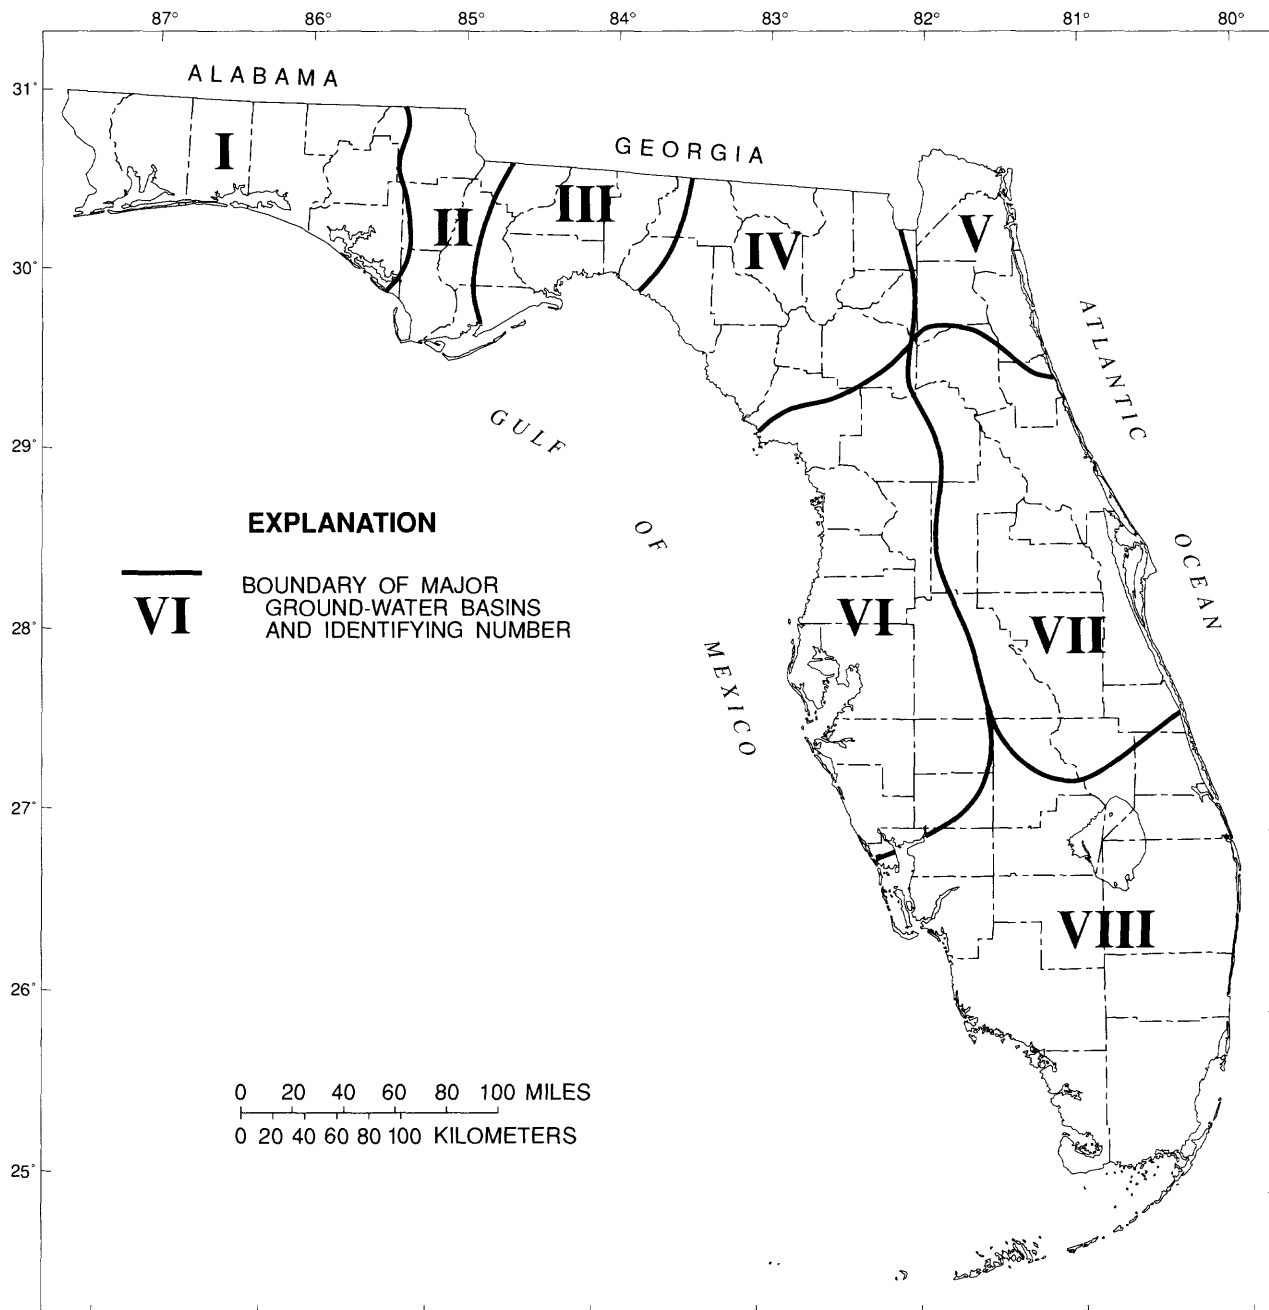 87° 86° 85° 84° 83° 82° 81° 80°
31°
ALABAMA
GEORGIA
I
II
III
IV
V
30°
ATLANTIC
OCEAN
GULF
OF
MEXICO
29°
EXPLANATION
BOUNDARY OF MAJOR
VI GROUND-WATER BASINS
AND IDENTIFYING NUMBER
28°
VI
VII
27°
VIII
26°
0 20 40 60 80 100 MILES
0 20 40 60 80 100 KILOMETERS
25°